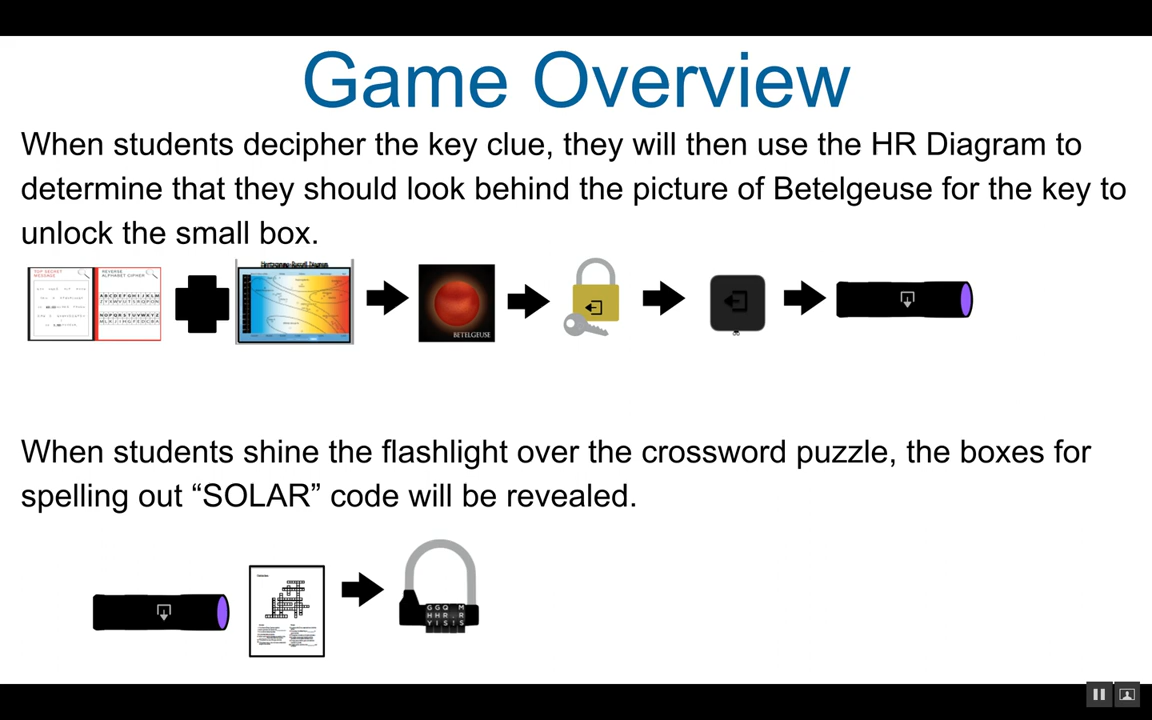 Game Overview
When students decipher the key clue, they will then use the HR Diagram to
determine that they should look behind the picture of Betelgeuse for the key to
unlock the small box.
TOP SECRET
MESSAGE
REVERSE
ALPHABET CIPHER
A B C D E F G H I J K L M
Z Y X W V U T S R Q P O N
N O P Q R S T U V W X Y Z
M L K J I H G F E D C B A
Hertzsprung-Russell Diagram
BETELGEUSE
When students shine the flashlight over the crossword puzzle, the boxes for
spelling out “SOLAR” code will be revealed.
G G Q M
H H R R
Y I S T S